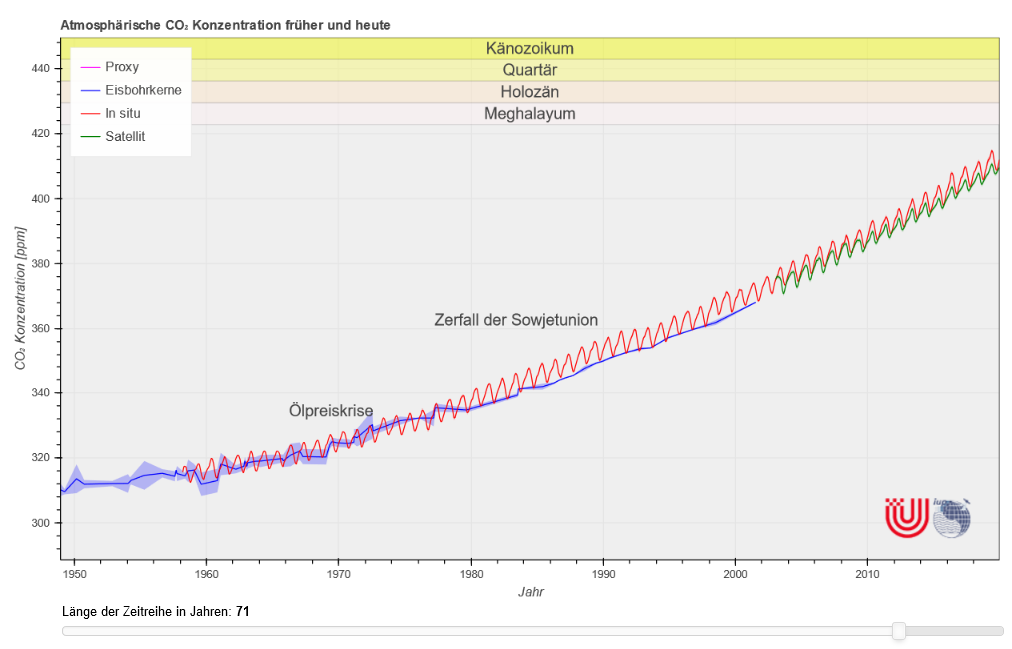 Atmosphärische CO₂ Konzentration früher und heute
Känozoikum
Quartär
Holozän
Meghalayum
Proxy
Eisbohrkerne
In situ
Satellit
440
420
400
380
360
340
320
300
CO₂ Konzentration [ppm]
Zerfall der Sowjetunion
Ölpreiskrise
1950 1960 1970 1980 1990 2000 2010
Jahr
Länge der Zeitreihe in Jahren: 71